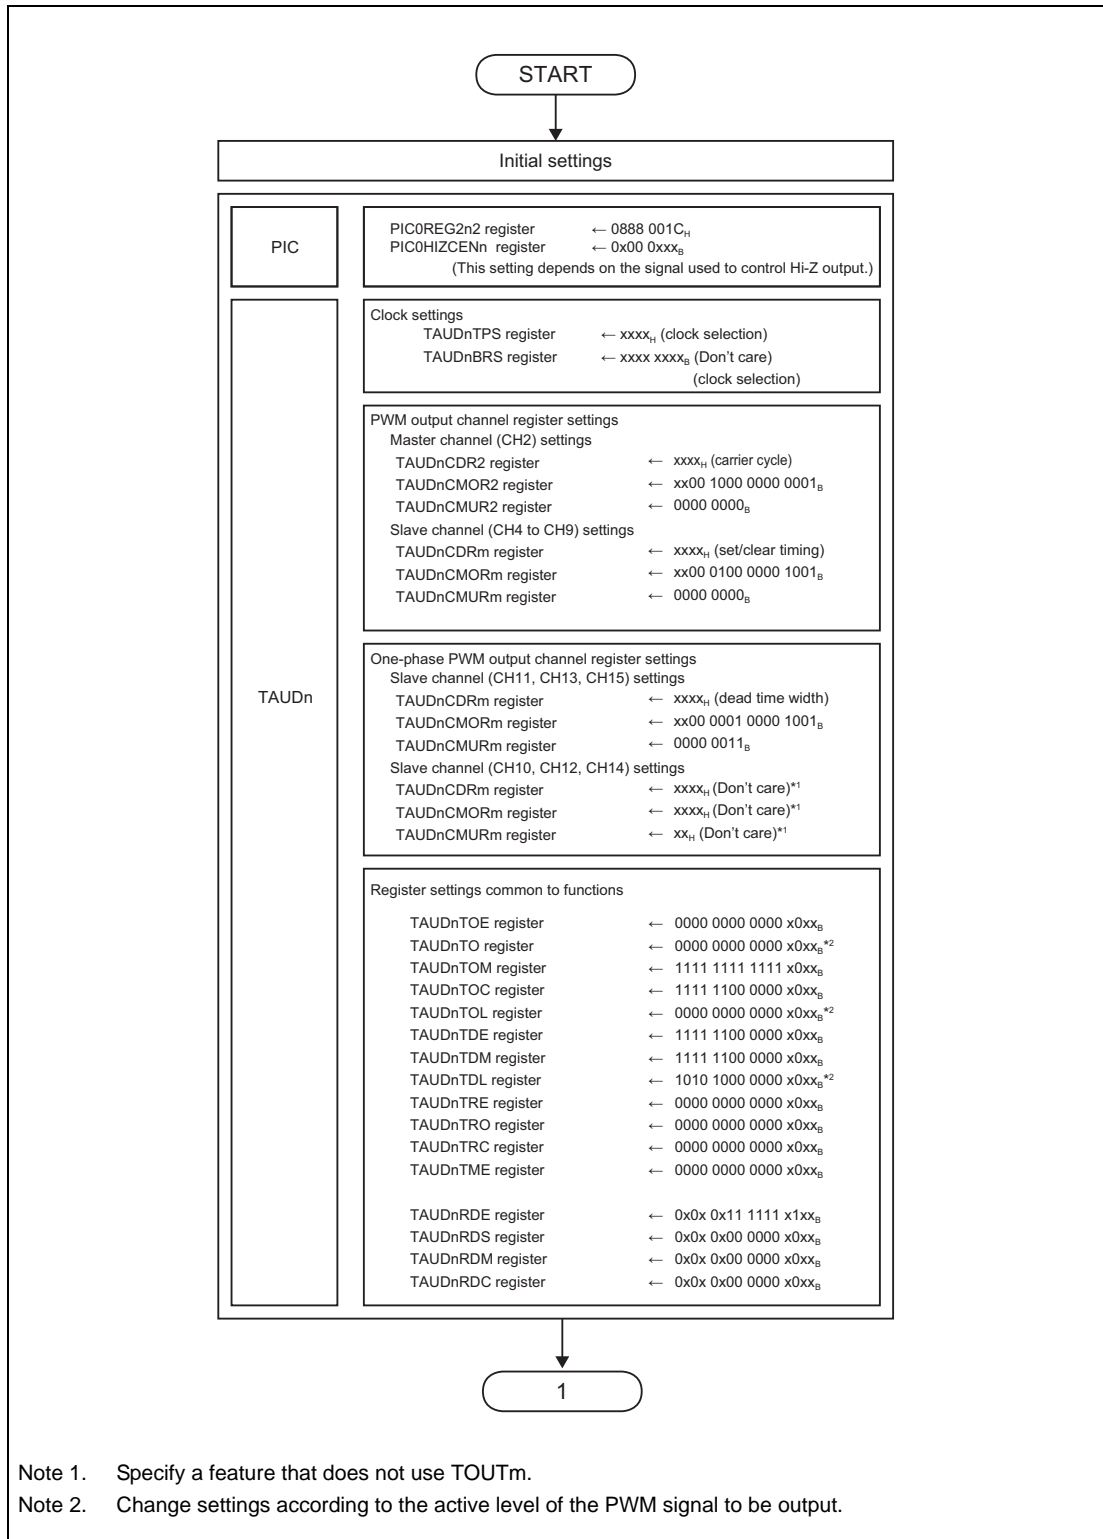 START
Initial settings
PIC
PIC0REG2n2 register ← 0888 001CH
PIC0HIZCENn register ← 0x00 0xxxB
(This setting depends on the signal used to control Hi-Z output.)
TAUDn
Clock settings
TAUDnTPS register ← xxxxH (clock selection)
TAUDnBRS register ← xxxx xxxxB (Don't care)
(clock selection)
PWM output channel register settings
Master channel (CH2) settings
TAUDnCDR2 register ← xxxxH (carrier cycle)
TAUDnCMOR2 register ← xx00 1000 0000 0001B
TAUDnCMUR2 register ← 0000 0000B
Slave channel (CH4 to CH9) settings
TAUDnCDRm register ← xxxxH (set/clear timing)
TAUDnCMORm register ← xx00 0100 0000 1001B
TAUDnCMURm register ← 0000 0000B
One-phase PWM output channel register settings
Slave channel (CH11, CH13, CH15) settings
TAUDnCDRm register ← xxxxH (dead time width)
TAUDnCMORm register ← xx00 0001 0000 1001B
TAUDnCMURm register ← 0000 0011B
Slave channel (CH10, CH12, CH14) settings
TAUDnCDRm register ← xxxxH (Don't care)*1
TAUDnCMORm register ← xxxxH (Don't care)*1
TAUDnCMURm register ← xxH (Don't care)*1
Register settings common to functions
TAUDnTOE register ← 0000 0000 0000 x0xxB
TAUDnTO register ← 0000 0000 0000 x0xxB*2
TAUDnTOM register ← 1111 1111 1111 x0xxB
TAUDnTOC register ← 1111 1100 0000 x0xxB
TAUDnTOL register ← 0000 0000 0000 x0xxB*2
TAUDnTDE register ← 1111 1100 0000 x0xxB
TAUDnTDM register ← 1111 1100 0000 x0xxB
TAUDnTDL register ← 1010 1000 0000 x0xxB*2
TAUDnTRE register ← 0000 0000 0000 x0xxB
TAUDnTRO register ← 0000 0000 0000 x0xxB
TAUDnTRC register ← 0000 0000 0000 x0xxB
TAUDnTME register ← 0000 0000 0000 x0xxB
TAUDnRDE register ← 0x0x 0x11 1111 x1xxB
TAUDnRDS register ← 0x0x 0x00 0000 x0xxB
TAUDnRDM register ← 0x0x 0x00 0000 x0xxB
TAUDnRDC register ← 0x0x 0x00 0000 x0xxB
1
Note 1. Specify a feature that does not use TOUTm.
Note 2. Change settings according to the active level of the PWM signal to be output.